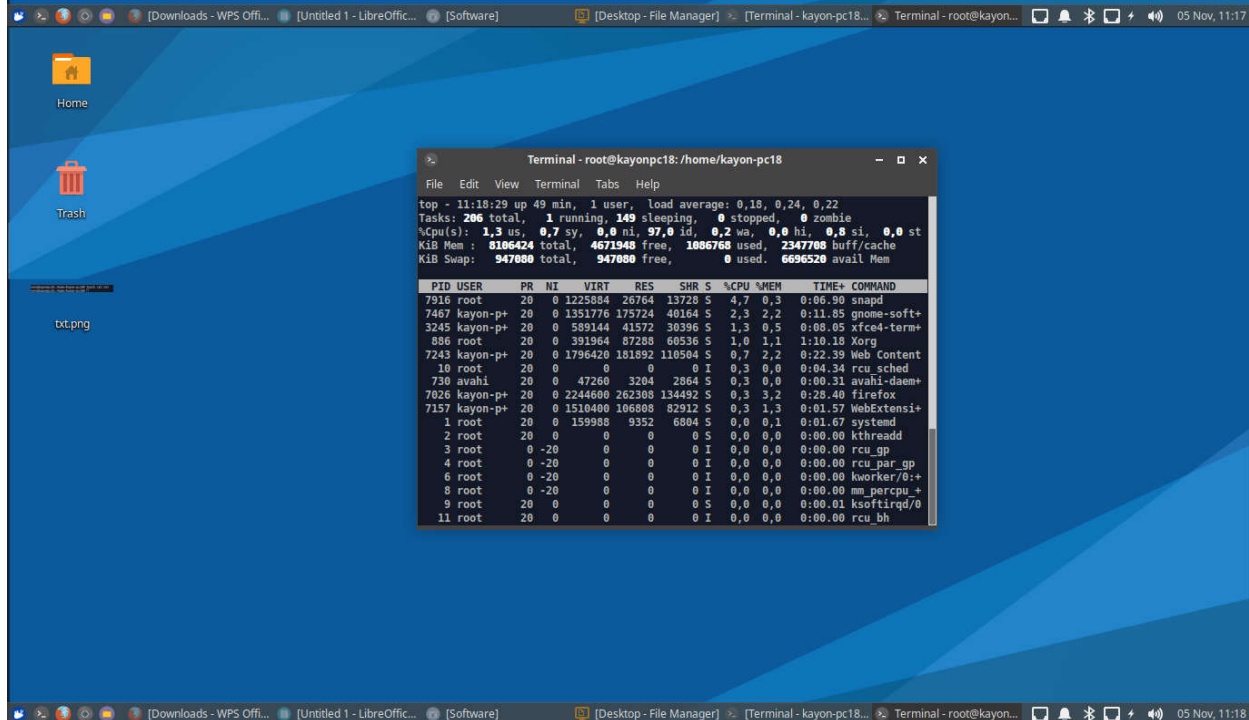 [Downloads - WPS Offi... [Untitled 1 - LibreOffic... [Software] [Desktop - File Manager] [Terminal - kayon-pc18... Terminal - root@kayon... 05 Nov, 11:17
Home
Trash
txt.png
Terminal - root@kayonpc18: /home/kayon-pc18
File Edit View Terminal Tabs Help
top - 11:18:29 up 49 min, 1 user, load average: 0,18, 0,24, 0,22
Tasks: 206 total, 1 running, 149 sleeping, 0 stopped, 0 zombie
%Cpu(s): 1,3 us, 0,7 sy, 0,0 ni, 97,0 id, 0,2 wa, 0,0 hi, 0,8 si, 0,0 st
KiB Mem : 8106424 total, 4671948 free, 1086768 used, 2347708 buff/cache
KiB Swap: 947080 total, 947080 free, 0 used. 6696520 avail Mem
PID USER PR NI VIRT RES SHR S %CPU %MEM TIME+ COMMAND
7916 root 20 0 1225884 26764 13728 S 4,7 0,3 0:06.90 snapd
7467 kayon-p+ 20 0 1351776 175724 40164 S 2,3 2,2 0:11.85 gnome-soft+
3245 kayon-p+ 20 0 589144 41572 30396 S 1,3 0,5 0:08.05 xfce4-term+
886 root 20 0 391964 87288 60536 S 1,0 1,1 1:10.18 Xorg
7243 kayon-p+ 20 0 1796420 181892 110504 S 0,7 2,2 0:22.39 Web Content
10 root 20 0 0 0 0 I 0,3 0,0 0:04.34 rcu_sched
730 avahi 20 0 47260 3204 2864 S 0,3 0,0 0:00.31 avahi-daem+
7026 kayon-p+ 20 0 2244600 262308 134492 S 0,3 3,2 0:28.40 firefox
7157 kayon-p+ 20 0 1510400 106808 82912 S 0,3 1,3 0:01.57 WebExtensi+
1 root 20 0 159988 9352 6804 S 0,0 0,1 0:01.67 systemd
2 root 20 0 0 0 0 S 0,0 0,0 0:00.00 kthreadd
3 root 0 -20 0 0 0 I 0,0 0,0 0:00.00 rcu_gp
4 root 0 -20 0 0 0 I 0,0 0,0 0:00.00 rcu_par_gp
6 root 0 -20 0 0 0 I 0,0 0,0 0:00.00 kworker/0:+
8 root 0 -20 0 0 0 I 0,0 0,0 0:00.00 mm_percpu_+
9 root 20 0 0 0 0 S 0,0 0,0 0:00.01 ksoftirqd/0
11 root 20 0 0 0 0 I 0,0 0,0 0:00.00 rcu_bh
[Downloads - WPS Offi... [Untitled 1 - LibreOffic... [Software] [Desktop - File Manager] [Terminal - kayon-pc18... Terminal - root@kayon... 05 Nov, 11:18